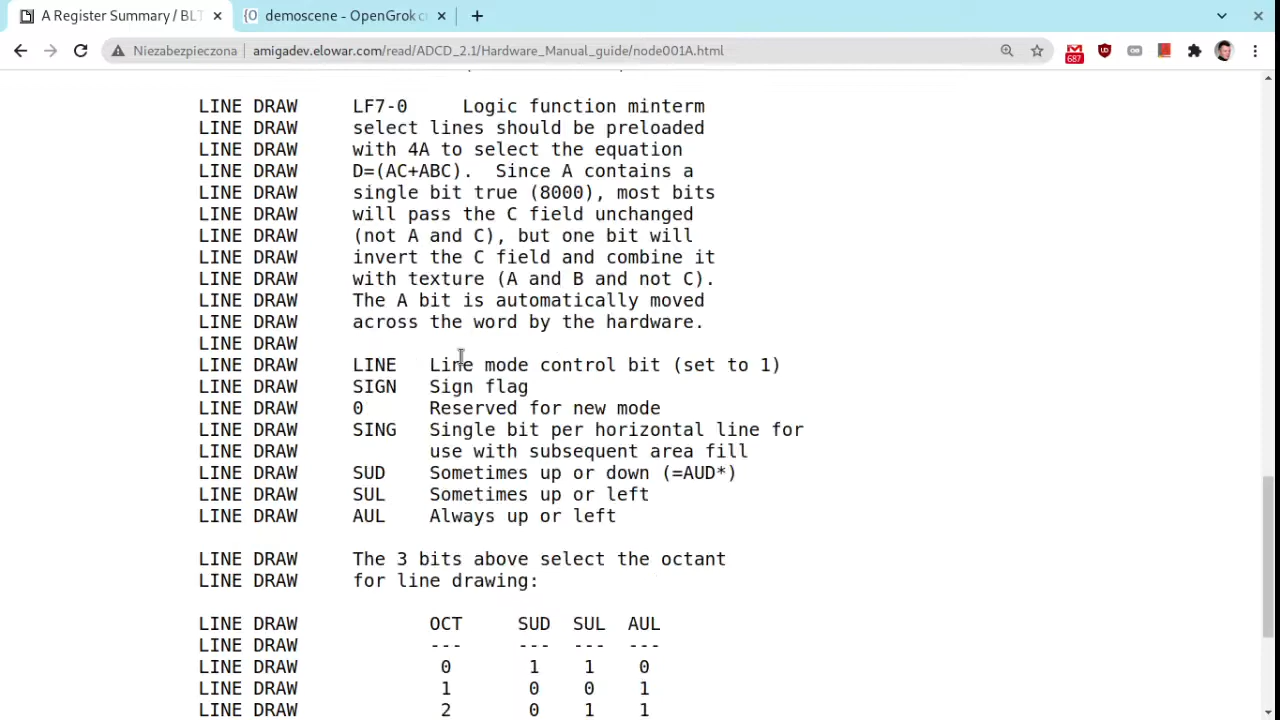 A Register Summary / BLT
demoscene - OpenGrok c
Niezabezpieczona
amigadev.elowar.com/read/ADCD_2.1/Hardware_Manual_guide/node001A.html
687
LINE DRAW LF7-0 Logic function minterm
LINE DRAW select lines should be preloaded
LINE DRAW with 4A to select the equation
LINE DRAW D=(AC+ABC). Since A contains a
LINE DRAW single bit true (8000), most bits
LINE DRAW will pass the C field unchanged
LINE DRAW (not A and C), but one bit will
LINE DRAW invert the C field and combine it
LINE DRAW with texture (A and B and not C).
LINE DRAW The A bit is automatically moved
LINE DRAW across the word by the hardware.
LINE DRAW
LINE DRAW LINE Line mode control bit (set to 1)
LINE DRAW SIGN Sign flag
LINE DRAW 0 Reserved for new mode
LINE DRAW SING Single bit per horizontal line for
LINE DRAW use with subsequent area fill
LINE DRAW SUD Sometimes up or down (=AUD*)
LINE DRAW SUL Sometimes up or left
LINE DRAW AUL Always up or left
LINE DRAW The 3 bits above select the octant
LINE DRAW for line drawing:
LINE DRAW OCT SUD SUL AUL
LINE DRAW --- --- --- ---
LINE DRAW 0 1 1 0
LINE DRAW 1 0 0 1
LINE DRAW 2 0 1 1